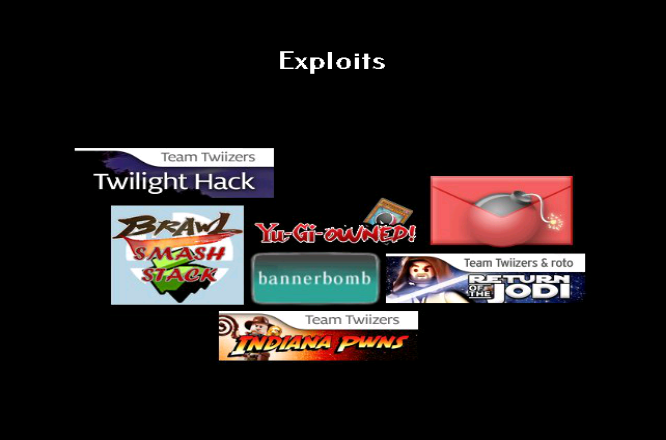 Exploits
Team Twiizers
Twilight Hack
BRAWL
SMASH
STACK
Yu-Gi-OWNED!
bannerbomb
Team Twiizers & roto
RETURN
OFF THE
JODI
Team Twiizers
INDIANA PWNS